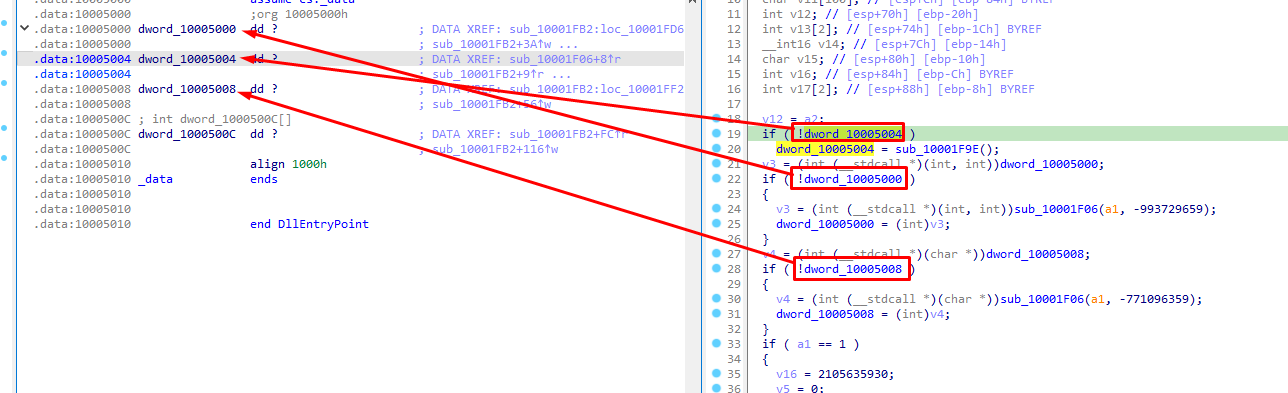 .data:10005000 assume cs:_data
.data:10005000 ;org 10005000h
.data:10005000 dword_10005000 dd ? ; DATA XREF: sub_10001FB2:loc_10001FD6
.data:10005000 ; sub_10001FB2+3A↑w ...
.data:10005004 dword_10005004 dd ? ; DATA XREF: sub_10001F06+8↑r
.data:10005004 ; sub_10001FB2+9↑r ...
.data:10005008 dword_10005008 dd ? ; DATA XREF: sub_10001FB2:loc_10001FF2
.data:10005008 ; sub_10001FB2+56↑w
.data:1000500C ; int dword_1000500C[]
.data:1000500C dword_1000500C dd ? ; DATA XREF: sub_10001FB2+FC↑r
.data:1000500C ; sub_10001FB2+116↑w
.data:10005010 align 1000h
.data:10005010 _data ends
.data:10005010
.data:10005010
.data:10005010 end DllEntryPoint
10 char v11[100]; // [esp+Ch] [ebp-84h] BYREF
11 int v12; // [esp+70h] [ebp-20h]
12 int v13[2]; // [esp+74h] [ebp-1Ch] BYREF
13 __int16 v14; // [esp+7Ch] [ebp-14h]
14 char v15; // [esp+80h] [ebp-10h]
15 int v16; // [esp+84h] [ebp-Ch] BYREF
16 int v17[2]; // [esp+88h] [ebp-8h] BYREF
17
18 v12 = a2;
19 if ( !dword_10005004 )
20 dword_10005004 = sub_10001F9E();
21 v3 = (int (__stdcall *)(int, int))dword_10005000;
22 if ( !dword_10005000 )
23 {
24 v3 = (int (__stdcall *)(int, int))sub_10001F06(a1, -993729659);
25 dword_10005000 = (int)v3;
26 }
27 v4 = (int (__stdcall *)(char *))dword_10005008;
28 if ( !dword_10005008 )
29 {
30 v4 = (int (__stdcall *)(char *))sub_10001F06(a1, -771096359);
31 dword_10005008 = (int)v4;
32 }
33 if ( a1 == 1 )
34 {
35 v16 = 2105635930;
36 v5 = 0;